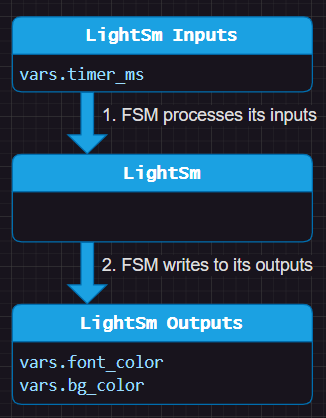 LightSm Inputs
vars.timer_ms
1. FSM processes its inputs
LightSm
2. FSM writes to its outputs
LightSm Outputs
vars.font_color
vars.bg_color